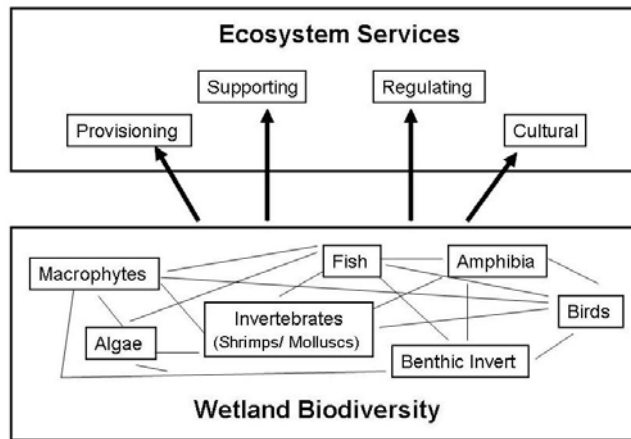 Ecosystem Services
Supporting
Regulating
Provisioning
Cultural
Fish
Amphibia
Macrophytes
Invertebrates
(Shrimps/ Molluscs)
Birds
Algae
Benthic Invert
Wetland Biodiversity